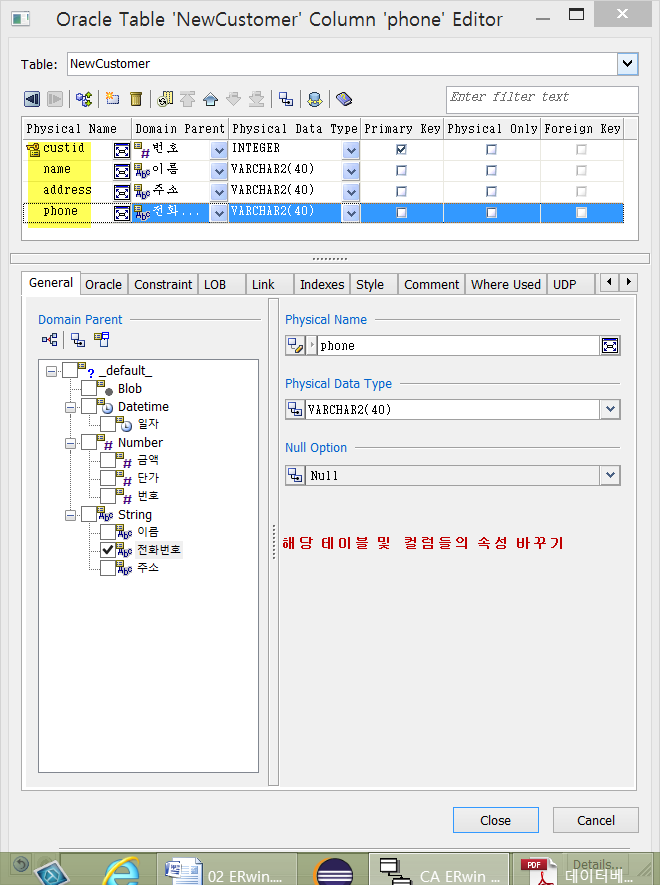 Oracle Table 'NewCustomer' Column 'phone' Editor
Table: NewCustomer
Enter filter text
Physical Name Domain Parent Physical Data Type Primary Key Physical Only Foreign Key
custid 번호 INTEGER
name 이름 VARCHAR2(40)
address 주소 VARCHAR2(40)
phone 전화... VARCHAR2(40)
General Oracle Constraint LOB Link Indexes Style Comment Where Used UDP
Domain Parent
_default_
Blob
Datetime
일자
Number
금액
단가
번호
String
이름
전화번호
주소
Physical Name
phone
Physical Data Type
VARCHAR2(40)
Null Option
Null
해당 테이블 및 컬럼들의 속성 바꾸기
Close Cancel
Details...
02 ERwin.... CA ERwin ... PDF 데이터베...